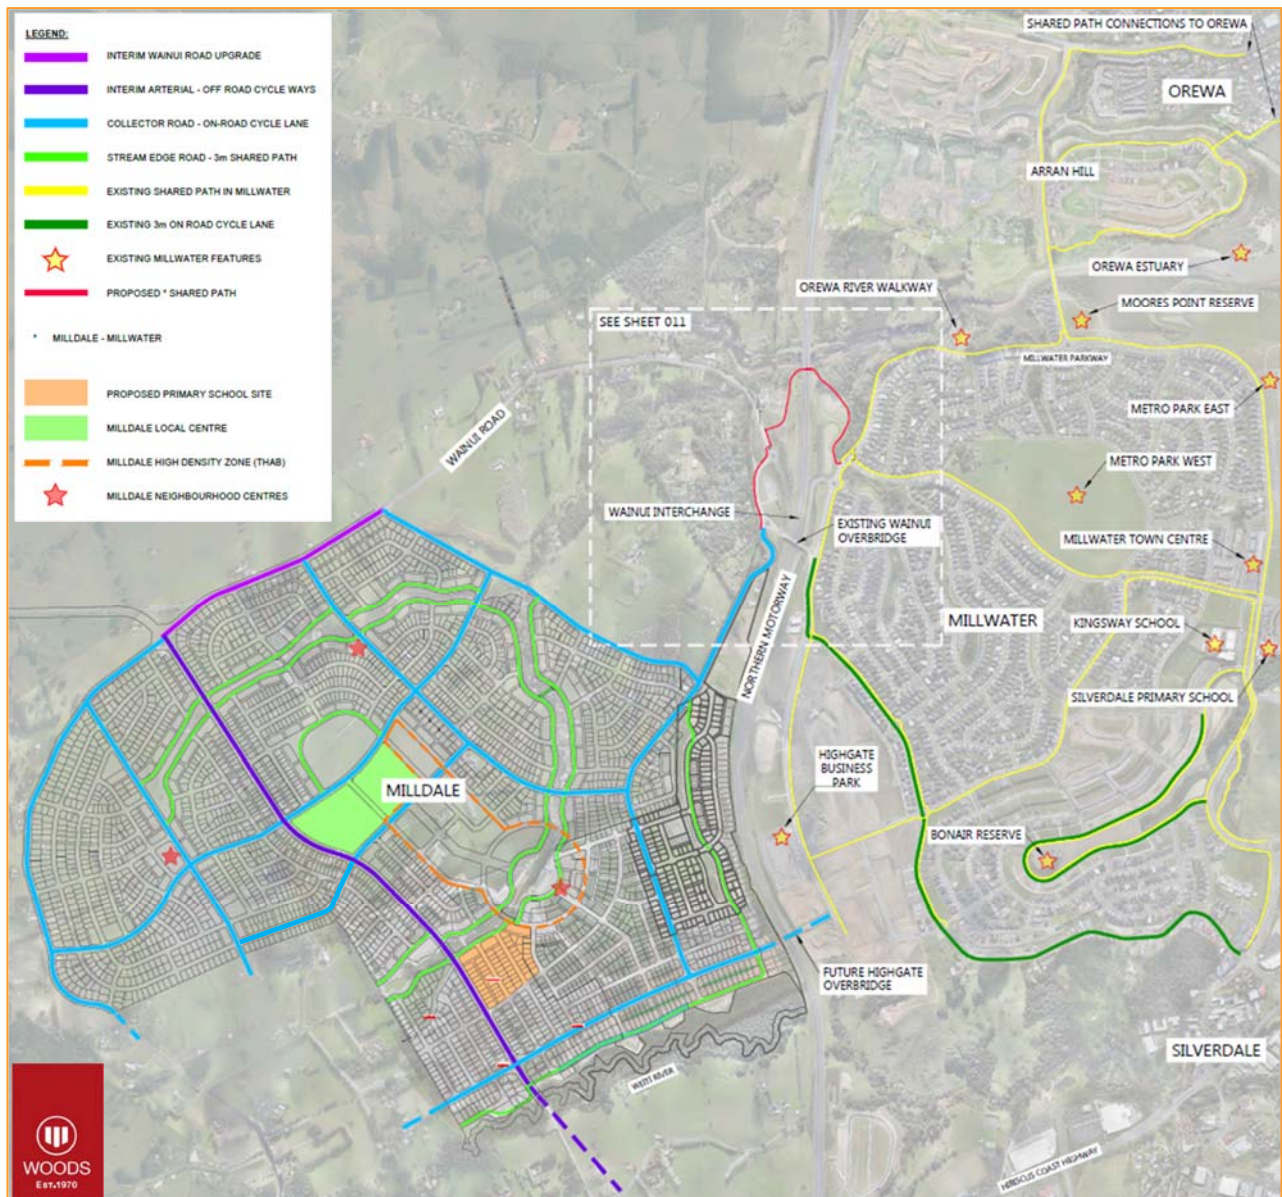 LEGEND:
INTERIM WAINUI ROAD UPGRADE
INTERIM ARTERIAL - OFF ROAD CYCLE WAYS
COLLECTOR ROAD - ON-ROAD CYCLE LANE
STREAM EDGE ROAD - 3m SHARED PATH
EXISTING SHARED PATH IN MILLWATER
EXISTING 3m ON ROAD CYCLE LANE
EXISTING MILLWATER FEATURES
PROPOSED * SHARED PATH
* MILLDALE - MILLWATER
PROPOSED PRIMARY SCHOOL SITE
MILLDALE LOCAL CENTRE
MILLDALE HIGH DENSITY ZONE (THAB)
MILLDALE NEIGHBOURHOOD CENTRES
SHARED PATH CONNECTIONS TO OREWA
OREWA
ARRAN HILL
OREWA ESTUARY
OREWA RIVER WALKWAY
MOORES POINT RESERVE
SEE SHEET 011
MILLWATER PARKWAY
METRO PARK EAST
WAINUI ROAD
METRO PARK WEST
WAINUI INTERCHANGE
EXISTING WAINUI
OVERBRIDGE
MILLWATER TOWN CENTRE
NORTHERN MOTORWAY
MILLWATER
KINGSWAY SCHOOL
SILVERDALE PRIMARY SCHOOL
HIGHGATE
BUSINESS
PARK
MILLDALE
BONAIR RESERVE
FUTURE HIGHGATE
OVERBRIDGE
SILVERDALE
WEITI RIVER
HIBISCUS COAST HIGHWAY
WOODS
EST.1970